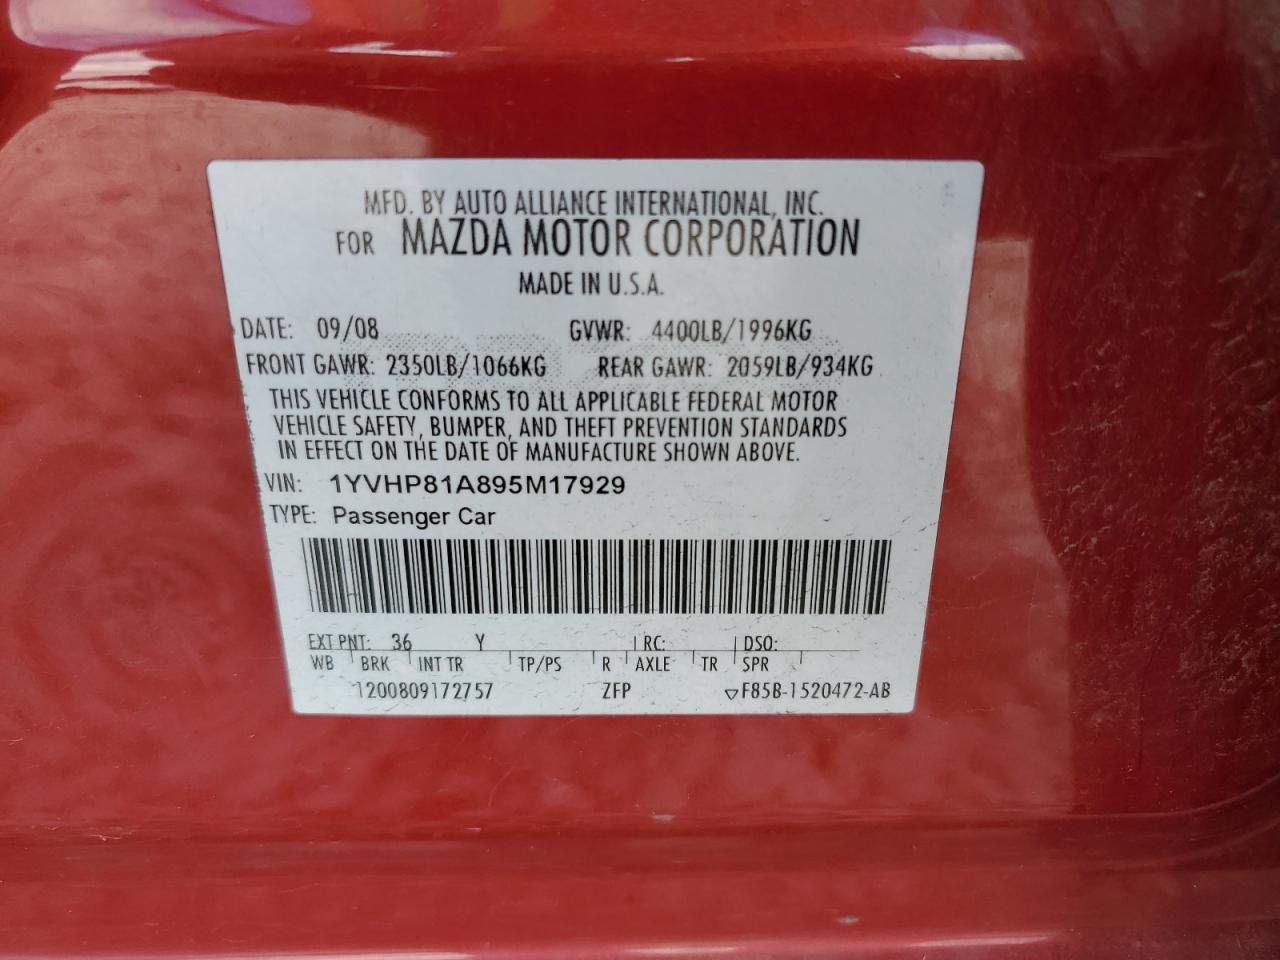 MFD. BY AUTO ALLIANCE INTERNATIONAL, INC.
FOR MAZDA MOTOR CORPORATION
MADE IN U.S.A.
DATE: 09/08 GVWR: 4400LB/1996KG
FRONT GAWR: 2350LB/1066KG REAR GAWR: 2059LB/934KG
THIS VEHICLE CONFORMS TO ALL APPLICABLE FEDERAL MOTOR
VEHICLE SAFETY, BUMPER, AND THEFT PREVENTION STANDARDS
IN EFFECT ON THE DATE OF MANUFACTURE SHOWN ABOVE.
VIN: 1YVHP81A895M17929
TYPE: Passenger Car
EXT PNT: 36 Y RC: DSO:
WB BRK INT TR TP/PS R AXLE TR SPR
1200809172757 ZFP ▽F85B-1520472-AB